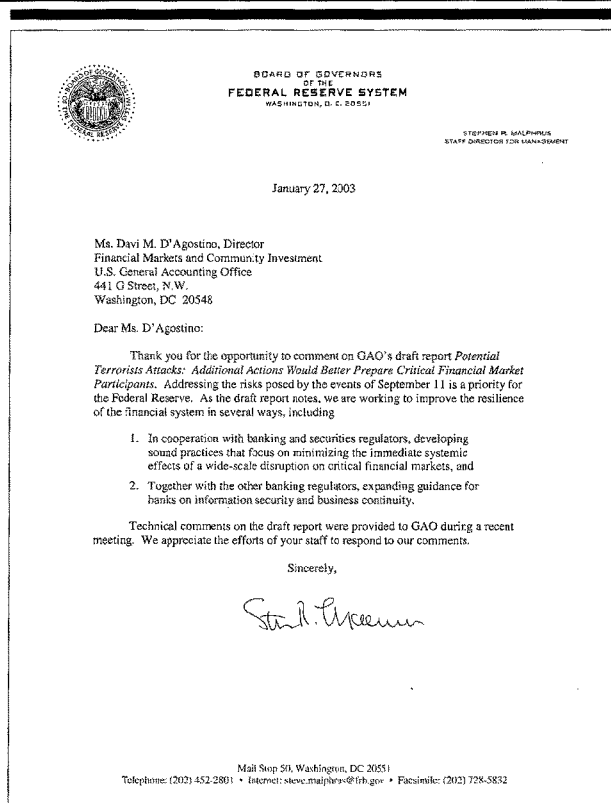 BOARD OF GOVERNORS
OF THE
FEDERAL RESERVE SYSTEM
WASHINGTON, D. C. 20551
STEPHEN R. MALPHRUS
STAFF DIRECTOR FOR MANAGEMENT
January 27, 2003
Ms. Davi M. D'Agostino, Director
Financial Markets and Community Investment
U.S. General Accounting Office
441 G Street, N.W.
Washington, DC 20548
Dear Ms. D'Agostino:
Thank you for the opportunity to comment on GAO's draft report Potential
Terrorists Attacks: Additional Actions Would Better Prepare Critical Financial Market
Participants. Addressing the risks posed by the events of September 11 is a priority for
the Federal Reserve. As the draft report notes, we are working to improve the resilience
of the financial system in several ways, including
1. In cooperation with banking and securities regulators, developing
sound practices that focus on minimizing the immediate systemic
effects of a wide-scale disruption on critical financial markets, and
2. Together with the other banking regulators, expanding guidance for
banks on information security and business continuity.
Technical comments on the draft report were provided to GAO during a recent
meeting. We appreciate the efforts of your staff to respond to our comments.
Sincerely,
Mail Stop 50, Washington, DC 20551
Telephone: (202) 452-2801 • Internet: steve.malphrus@frb.gov • Facsimile: (202) 728-5832